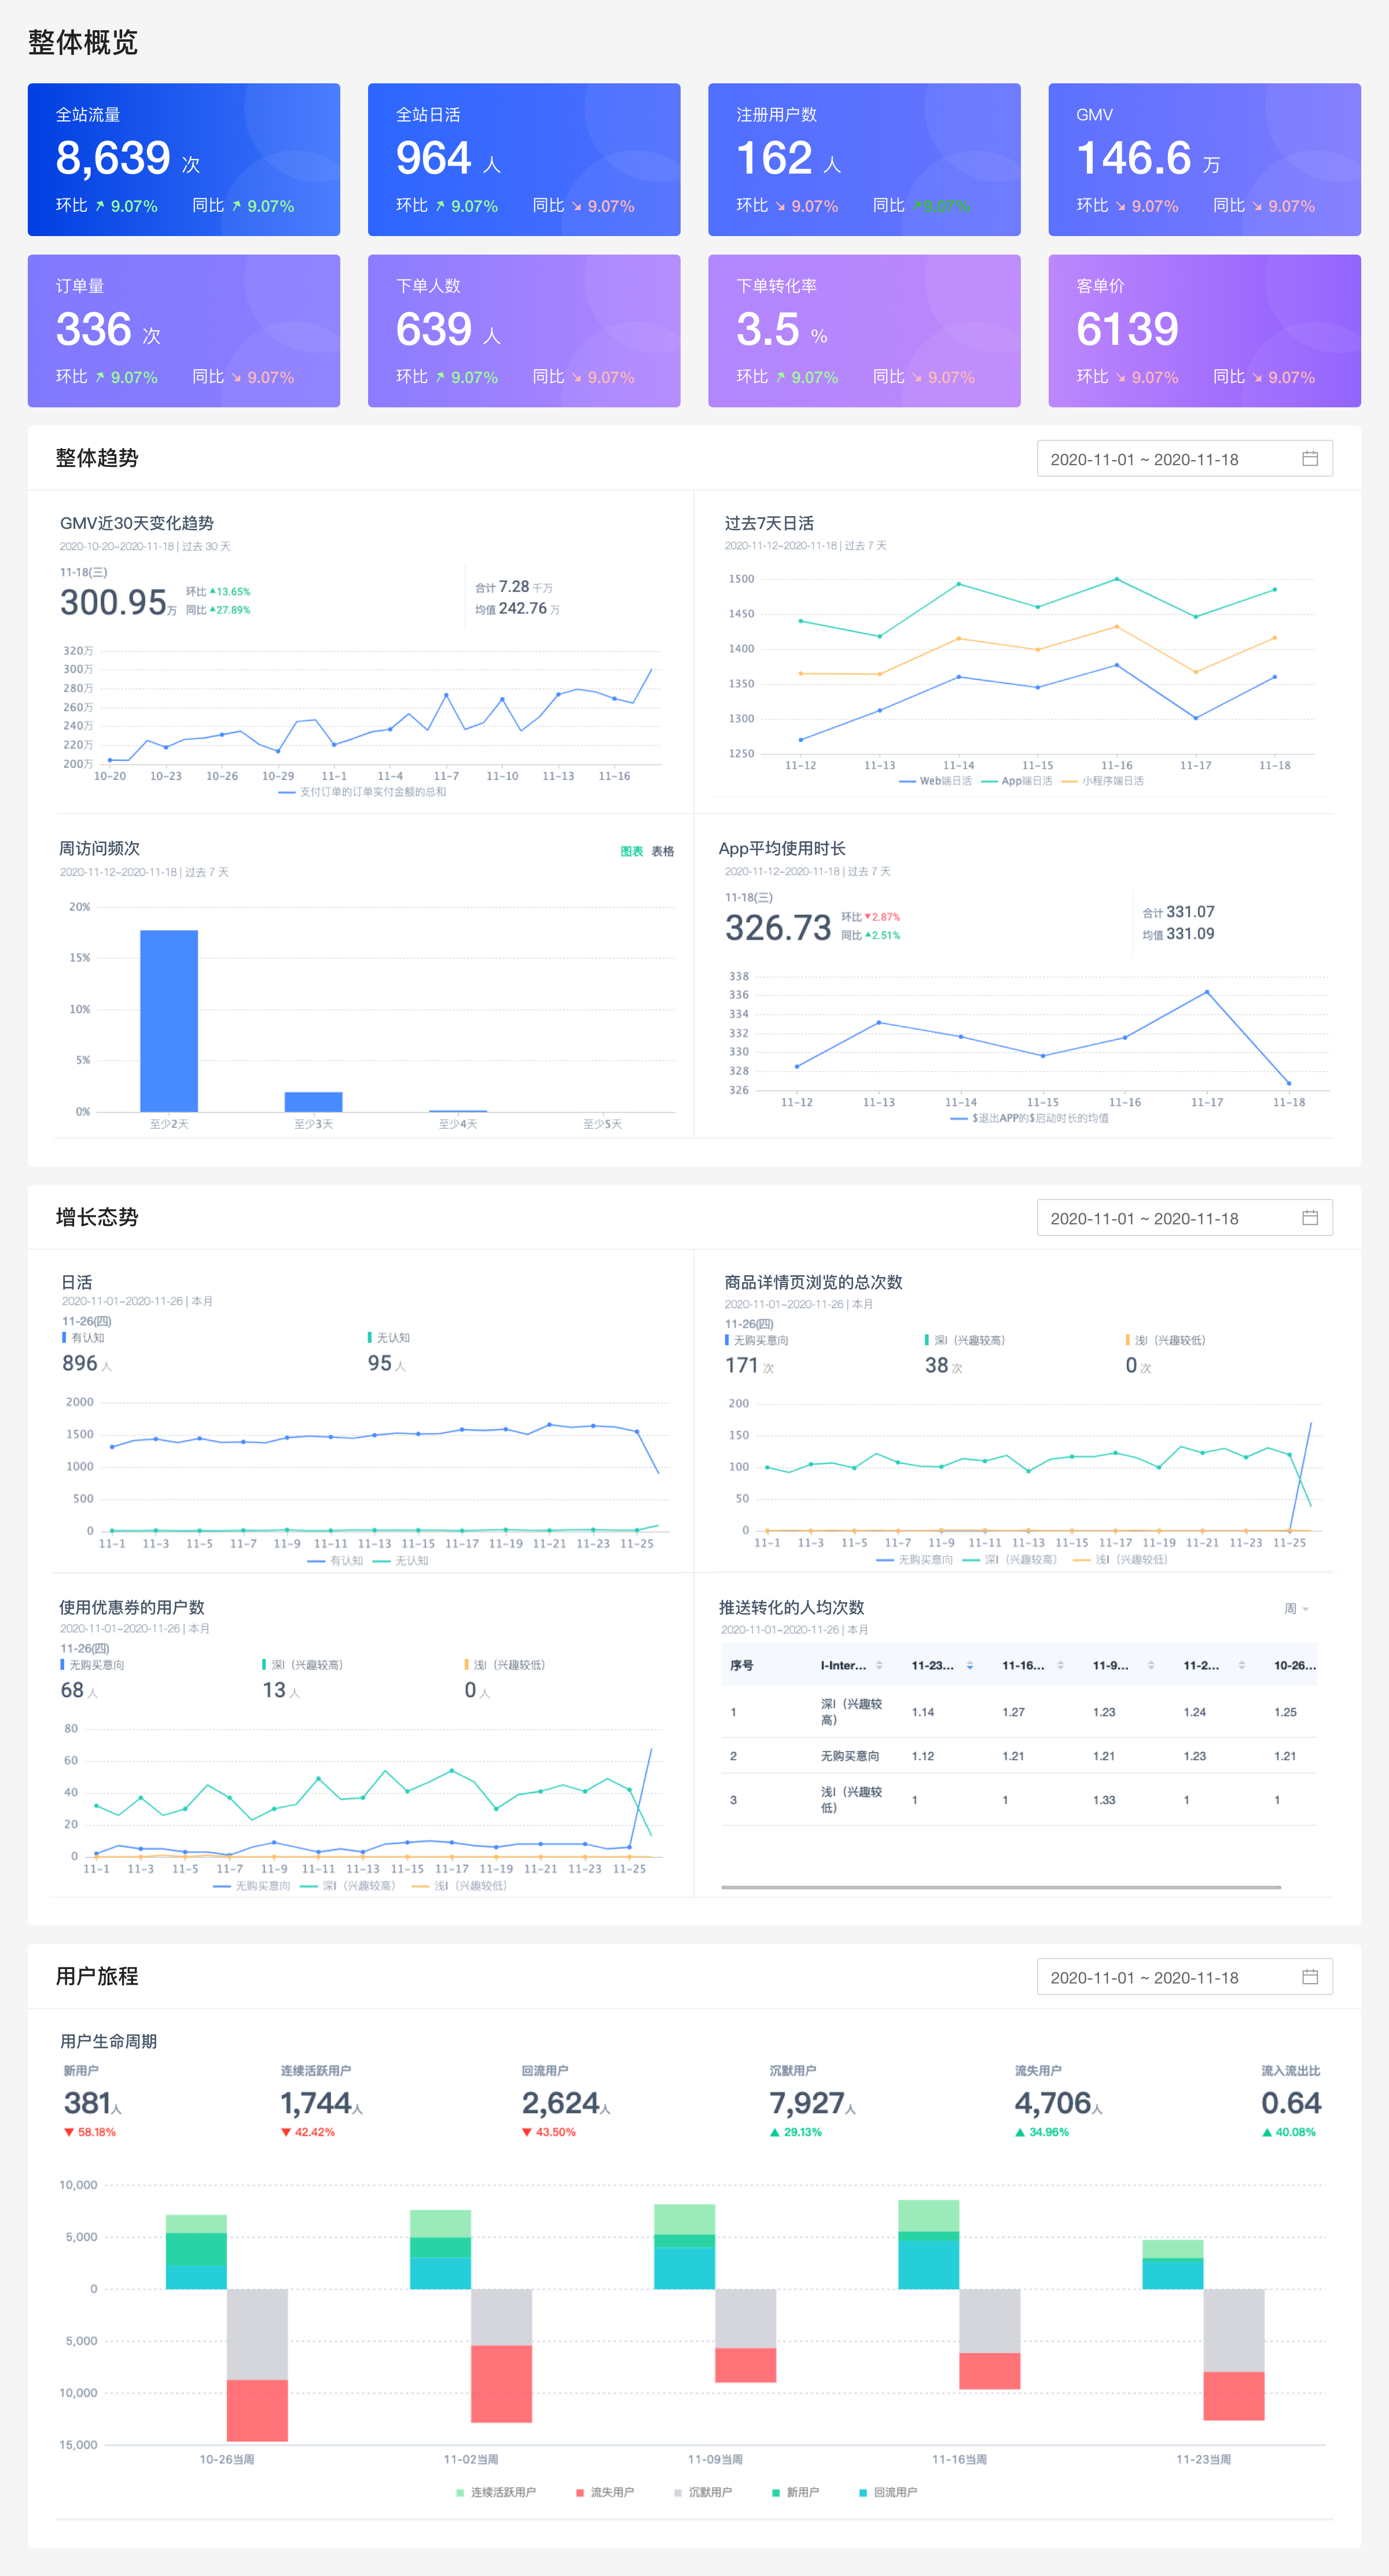 整体概览
全站流量
8,639 次
环比 9.07% 同比 9.07%
全站日活
964 人
环比 9.07% 同比 9.07%
注册用户数
162 人
环比 9.07% 同比 9.07%
GMV
146.6 万
环比 9.07% 同比 9.07%
订单量
336 次
环比 9.07% 同比 9.07%
下单人数
639 人
环比 9.07% 同比 9.07%
下单转化率
3.5 %
环比 9.07% 同比 9.07%
客单价
6139
环比 9.07% 同比 9.07%
整体趋势
2020-11-01 ~ 2020-11-18
GMV近30天变化趋势
2020-10-20~2020-11-18 | 过去 30 天
11-18(三)
300.95万
环比 13.65%
同比 27.89%
合计 7.28 千万
均值 242.76 万
320万
300万
280万
260万
240万
220万
200万
10-20 10-23 10-26 10-29 11-1 11-4 11-7 11-10 11-13 11-16
支付订单的订单实付金额的总和
过去7天日活
2020-11-12~2020-11-18 | 过去 7 天
1500
1450
1400
1350
1300
1250
11-12 11-13 11-14 11-15 11-16 11-17 11-18
Web端日活 App端日活 小程序端日活
周访问频次
图表 表格
2020-11-12~2020-11-18 | 过去 7 天
20%
15%
10%
5%
0%
至少2天 至少3天 至少4天 至少5天
App平均使用时长
2020-11-12~2020-11-18 | 过去 7 天
11-18(三)
326.73
环比 2.87%
同比 2.51%
合计 331.07
均值 331.09
338
336
334
332
330
328
326
11-12 11-13 11-14 11-15 11-16 11-17 11-18
$退出APP的$启动时长的均值
增长态势
2020-11-01 ~ 2020-11-18
日活
2020-11-01~2020-11-26 | 本月
11-26(四)
有认知 无认知
896 人 95 人
2000
1500
1000
500
0
11-1 11-3 11-5 11-7 11-9 11-11 11-13 11-15 11-17 11-19 11-21 11-23 11-25
有认知 无认知
商品详情页浏览的总次数
2020-11-01~2020-11-26 | 本月
11-26(四)
无购买意向 深I（兴趣较高） 浅I（兴趣较低）
171 次 38 次 0 次
200
150
100
50
0
11-1 11-3 11-5 11-7 11-9 11-11 11-13 11-15 11-17 11-19 11-21 11-23 11-25
无购买意向 深I（兴趣较高） 浅I（兴趣较低）
使用优惠券的用户数
2020-11-01~2020-11-26 | 本月
11-26(四)
无购买意向 深I（兴趣较高） 浅I（兴趣较低）
68 人 13 人 0 人
80
60
40
20
0
11-1 11-3 11-5 11-7 11-9 11-11 11-13 11-15 11-17 11-19 11-21 11-23 11-25
无购买意向 深I（兴趣较高） 浅I（兴趣较低）
推送转化的人均次数
周
2020-11-01~2020-11-26 | 本月
序号 I-Inter... 11-23... 11-16... 11-9... 11-2... 10-26...
1 深I（兴趣较高） 1.14 1.27 1.23 1.24 1.25
2 无购买意向 1.12 1.21 1.21 1.23 1.21
3 浅I（兴趣较低） 1 1 1.33 1 1
用户旅程
2020-11-01 ~ 2020-11-18
用户生命周期
新用户 连续活跃用户 回流用户 沉默用户 流失用户 流入流出比
381人 1,744人 2,624人 7,927人 4,706人 0.64
58.18% 42.42% 43.50% 29.13% 34.96% 40.08%
10,000
5,000
0
5,000
10,000
15,000
10-26当周 11-02当周 11-09当周 11-16当周 11-23当周
连续活跃用户 流失用户 沉默用户 新用户 回流用户